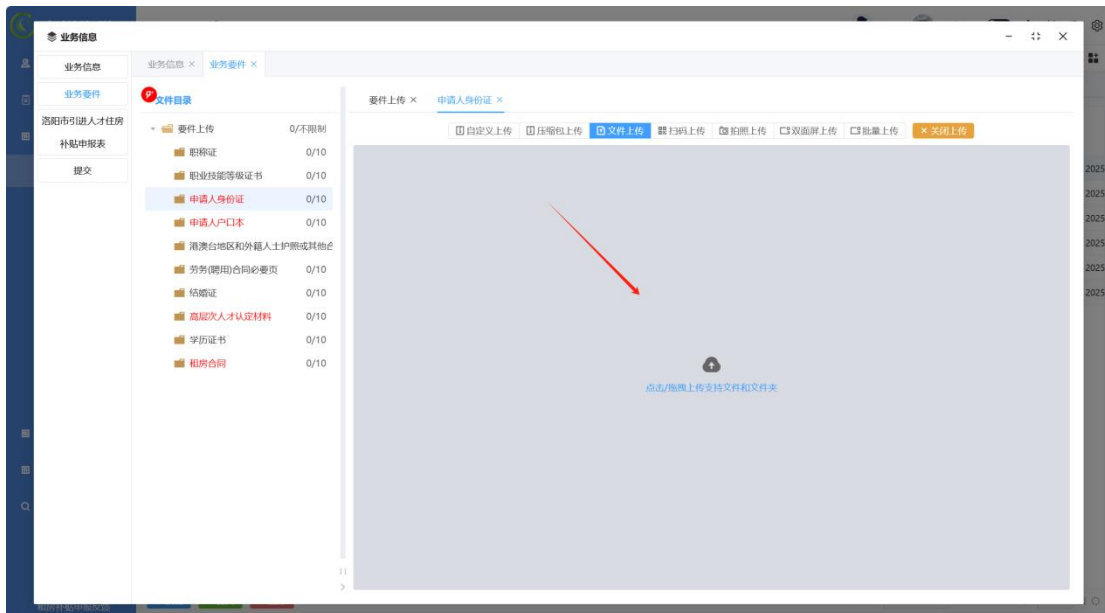 业务信息
业务信息
业务要件
洛阳市引进人才住房
补贴申报表
提交
业务信息 × 业务要件 ×
文件目录
要件上传 0/不限制
职称证 0/10
职业技能等级证书 0/10
申请人身份证 0/10
申请人户口本 0/10
港澳台地区和外籍人士护照或其他
劳务(聘用)合同必要页 0/10
结婚证 0/10
高层次人才认定材料 0/10
学历证书 0/10
租房合同 0/10
要件上传 × 申请人身份证 ×
自定义上传 压缩包上传 文件上传 扫码上传 拍照上传 双面屏上传 批量上传 × 关闭上传
点击/拖拽上传支持文件和文件夹
2025
2025
2025
2025
2025
2025